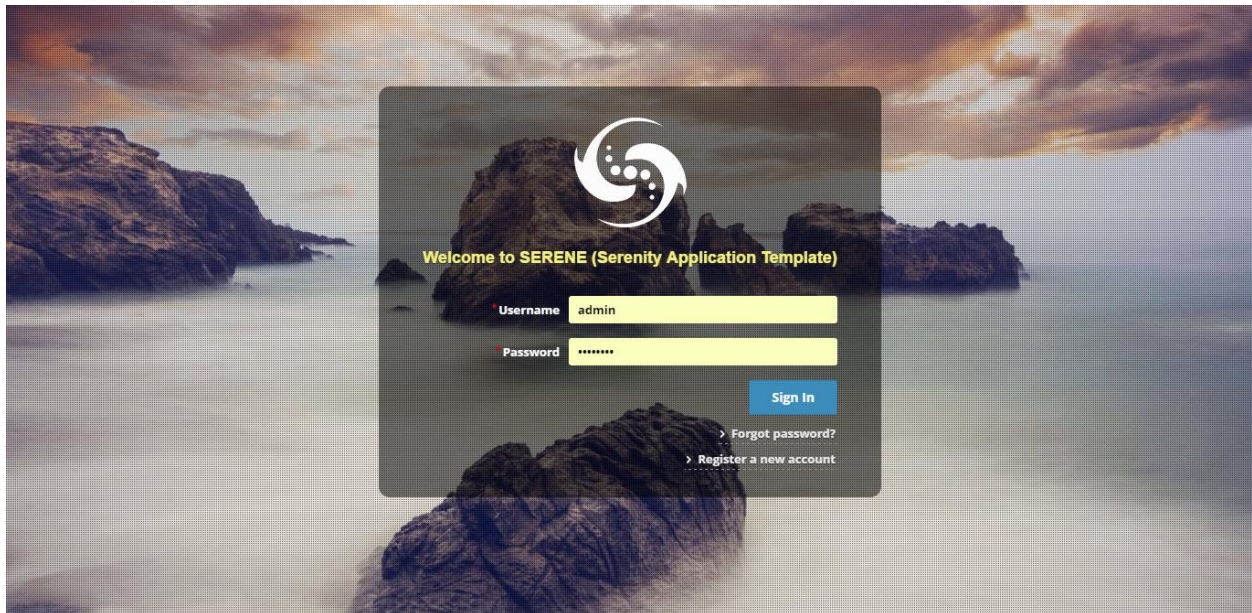 Welcome to SERENE (Serenity Application Template)
*Username admin
*Password ••••••••
Sign In
> Forgot password?
> Register a new account